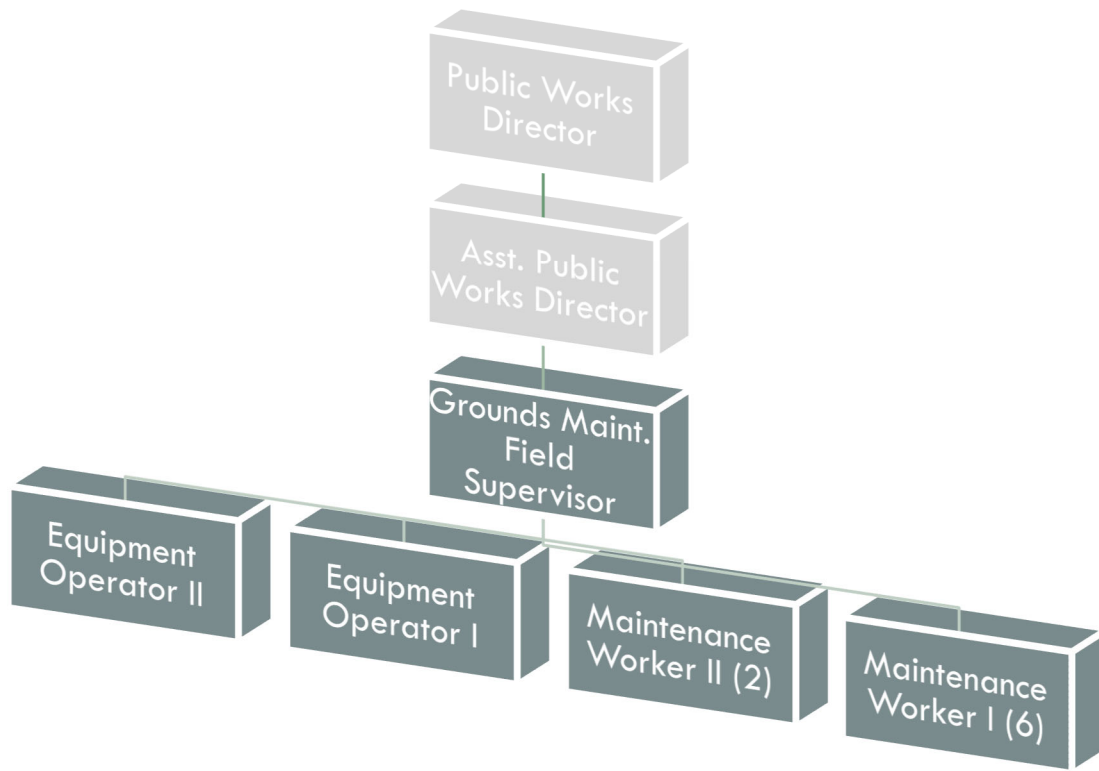 Public Works
Director
Asst. Public
Works Director
Grounds Maint.
Field
Supervisor
Equipment
Operator II
Equipment
Operator I
Maintenance
Worker II (2)
Maintenance
Worker I (6)